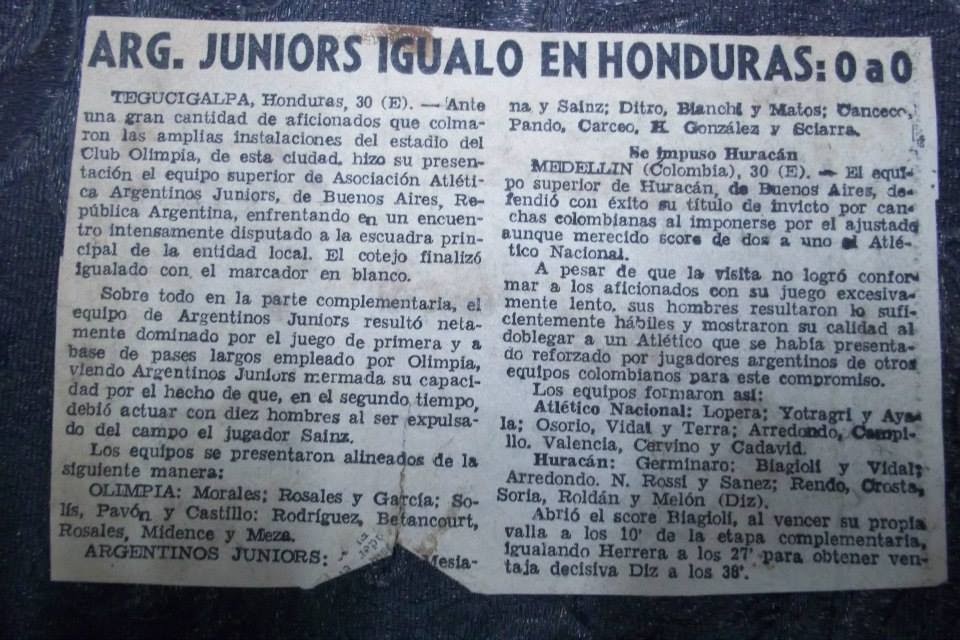 ARG. JUNIORS IGUALO EN HONDURAS: 0 a 0
TEGUCIGALPA, Honduras, 30 (E). — Ante
una gran cantidad de aficionados que colma-
ron las amplias instalaciones del estadio del
Club Olimpia, de esta ciudad, hizo su presen-
tación el equipo superior de Asociación Atléti-
ca Argentinos Juniors, de Buenos Aires, Re-
pública Argentina, enfrentando en un encuen-
tro intensamente disputado a la escuadra prin-
cipal de la entidad local. El cotejo finalizó
igualado con el marcador en blanco.
Sobre todo en la parte complementaria, el
equipo de Argentinos Juniors resultó neta-
mente dominado por el juego de primera y a
base de pases largos empleado por Olimpia,
viendo Argentinos Juniors mermada su capaci-
dad por el hecho de que, en el segundo tiempo,
debió actuar con diez hombres al ser expulsa-
do del campo el jugador Sainz.
Los equipos se presentaron alineados de la
siguiente manera:
OLIMPIA: Morales; Rosales y García; So-
lís, Pavón y Castillo; Rodríguez, Betancourt,
Rosales, Midence y Meza.
ARGENTINOS JUNIORS: Mesia-
na y Sainz; Ditro, Bianchi y Matos; Canceco,
Pando, Carceo, H. González y Sciarra.
Se impuso Huracán
MEDELLIN (Colombia), 30 (E). — El equi-
po superior de Huracán, de Buenos Aires, de-
fendió con éxito su título de invicto por can-
chas colombianas al imponerse por el ajustado
aunque merecido score de dos a uno al Atlé-
tico Nacional.
A pesar de que la visita no logró confor-
mar a los aficionados con su juego excesiva-
mente lento, sus hombres resultaron lo sufi-
cientemente hábiles y mostraron su calidad al
doblegar a un Atlético que se había presenta-
do reforzado por jugadores argentinos de otros
equipos colombianos para este compromiso.
Los equipos formaron así:
Atlético Nacional: Lopera; Yotragri y Aya-
la; Osorio, Vidal y Terra; Arredondo, Campi-
llo. Valencia, Cervino y Cadavid.
Huracán: Germinaro; Biagioli y Vidal;
Arredondo. N. Rossi y Sanez; Rendo, Crosta,
Soria, Roldán y Melón (Diz).
Abrió el score Biagioli, al vencer su propia
valla a los 10' de la etapa complementaria,
igualando Herrera a los 27' para obtener ven-
taja decisiva Diz a los 38'.